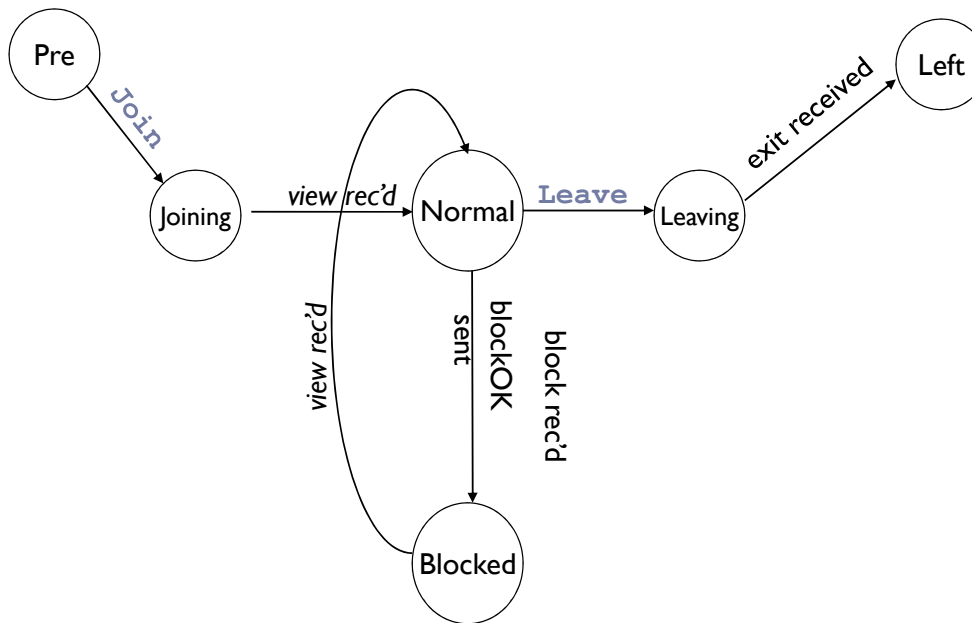 Pre
Left
Join
exit received
Joining
view rec'd
Normal
Leave
Leaving
view rec'd
blockOK
sent
block rec'd
Blocked